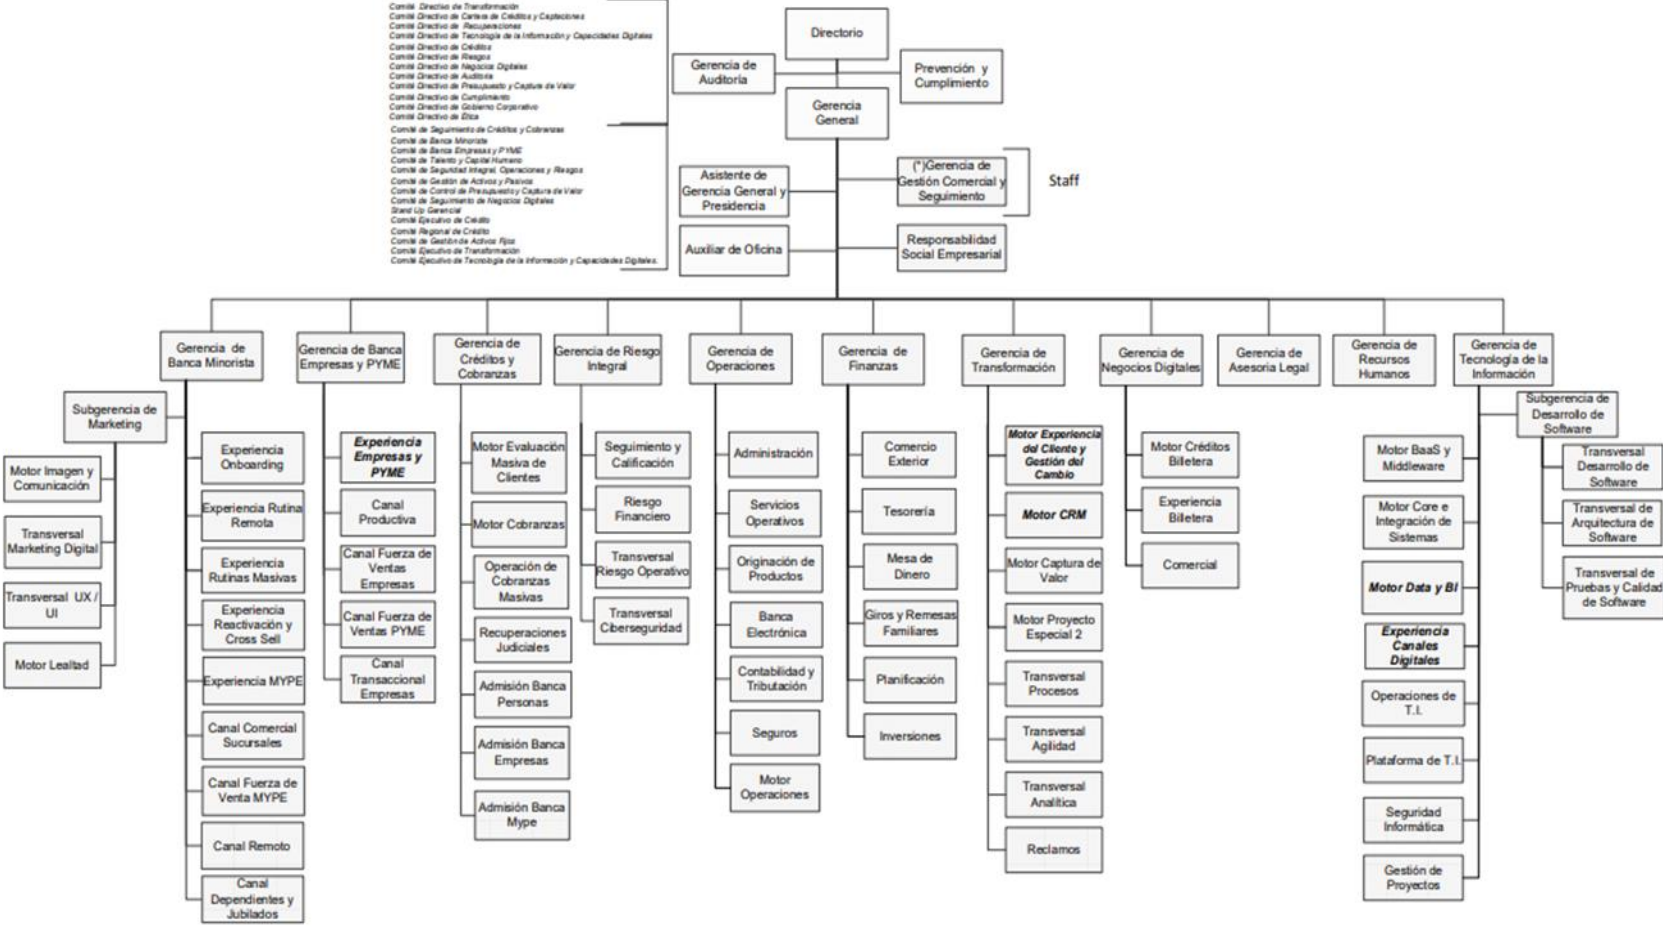 Comité Directivo de Transformación
Comité Directivo de Cartera de Créditos y Captaciones
Comité Directivo de Recuperaciones
Comité Directivo de Tecnología de la Información y Capacidades Digitales
Comité Directivo de Créditos
Comité Directivo de Riesgos
Comité Directivo de Negocios Digitales
Comité Directivo de Auditoria
Comité Directivo de Presupuesto y Captura de Valor
Comité Directivo de Cumplimiento
Comité Directivo de Gobierno Corporativo
Comité Directivo de Ética
Comité de Seguimiento de Créditos y Cobranzas
Comité de Banca Minorista
Comité de Banca Empresas y PYME
Comité de Talento y Capital Humano
Comité de Seguridad Integral, Operaciones y Riesgos
Comité de Gestión de Activos y Pasivos
Comité de Control de Presupuesto y Captura de Valor
Comité de Seguimiento de Negocios Digitales
Stand Up Gerencial
Comité Ejecutivo de Crédito
Comité Regional de Crédito
Comité de Gestión de Activos Fijos
Comité Ejecutivo de Transformación
Comité Ejecutivo de Tecnología de la Información y Capacidades Digitales.
Directorio
Gerencia de
Auditoría
Prevención y
Cumplimiento
Gerencia
General
Asistente de
Gerencia General y
Presidencia
(*)Gerencia de
Gestión Comercial y
Seguimiento
Staff
Auxiliar de Oficina
Responsabilidad
Social Empresarial
Gerencia de
Banca Minorista
Subgerencia de
Marketing
Motor Imagen y
Comunicación
Transversal
Marketing Digital
Transversal UX /
UI
Motor Lealtad
Experiencia
Onboarding
Experiencia Rutina
Remota
Experiencia
Rutinas Masivas
Experiencia
Reactivación y
Cross Sell
Experiencia MYPE
Canal Comercial
Sucursales
Canal Fuerza de
Venta MYPE
Canal Remoto
Canal
Dependientes y
Jubilados
Gerencia de Banca
Empresas y PYME
Experiencia
Empresas y
PYME
Canal
Productiva
Canal Fuerza de
Ventas
Empresas
Canal Fuerza de
Ventas PYME
Canal
Transaccional
Empresas
Gerencia de
Créditos y
Cobranzas
Motor Evaluación
Masiva de
Clientes
Motor Cobranzas
Operación de
Cobranzas
Masivas
Recuperaciones
Judiciales
Admisión Banca
Personas
Admisión Banca
Empresas
Admisión Banca
Mype
Gerencia de Riesgo
Integral
Seguimiento y
Calificación
Riesgo
Financiero
Transversal
Riesgo Operativo
Transversal
Ciberseguridad
Gerencia de
Operaciones
Administración
Servicios
Operativos
Originación de
Productos
Banca
Electrónica
Contabilidad y
Tributación
Seguros
Motor
Operaciones
Gerencia de
Finanzas
Comercio
Exterior
Tesorería
Mesa de
Dinero
Giros y Remesas
Familiares
Planificación
Inversiones
Gerencia de
Transformación
Motor Experiencia
del Cliente y
Gestión del
Cambio
Motor CRM
Motor Captura de
Valor
Motor Proyecto
Especial 2
Transversal
Procesos
Transversal
Agilidad
Transversal
Analítica
Reclamos
Gerencia de
Negocios Digitales
Motor Créditos
Billetera
Experiencia
Billetera
Comercial
Gerencia de
Asesoria Legal
Gerencia de
Recursos
Humanos
Gerencia de
Tecnología de la
Información
Motor BaaS y
Middleware
Motor Core e
Integración de
Sistemas
Motor Data y BI
Experiencia
Canales
Digitales
Operaciones de
T.I.
Plataforma de T.I.
Seguridad
Informática
Gestión de
Proyectos
Subgerencia de
Desarrollo de
Software
Transversal
Desarrollo de
Software
Transversal de
Arquitectura de
Software
Transversal de
Pruebas y Calidad
de Software